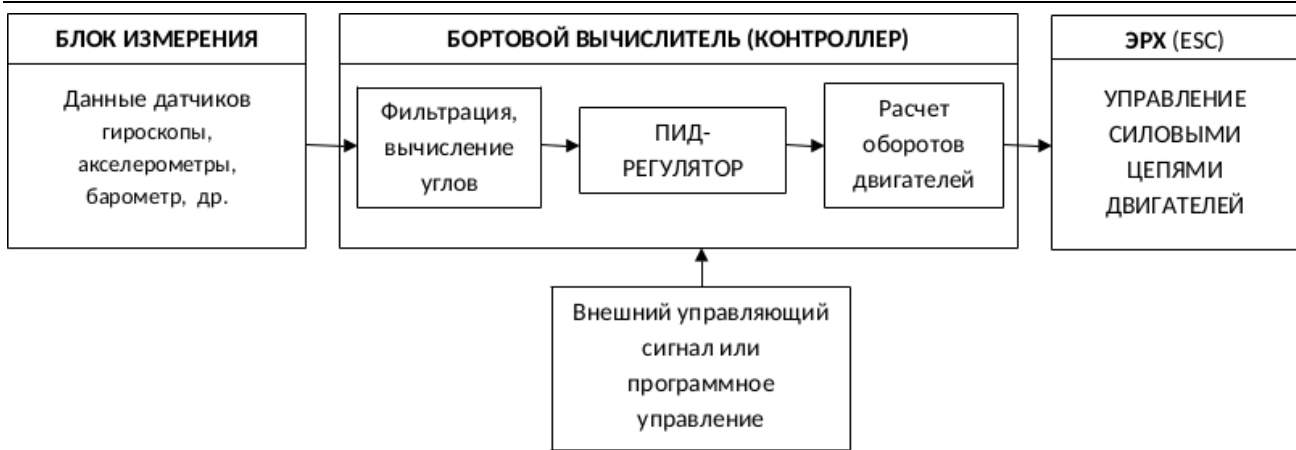 БЛОК ИЗМЕРЕНИЯ
Данные датчиков
гироскопы,
акселерометры,
барометр, др.
БОРТОВОЙ ВЫЧИСЛИТЕЛЬ (КОНТРОЛЛЕР)
Фильтрация,
вычисление
углов
ПИД-
РЕГУЛЯТОР
Расчет
оборотов
двигателей
ЭРХ (ESC)
УПРАВЛЕНИЕ
СИЛОВЫМИ
ЦЕПЯМИ
ДВИГАТЕЛЕЙ
Внешний управляющий
сигнал или
программное
управление